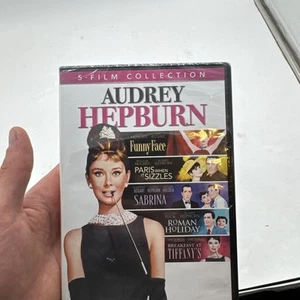 5-FILM COLLECTION
AUDREY
HEPBURN
Funny Face
PARIS WHEN IT SIZZLES
SABRINA
ROMAN
HOLIDAY
BREAKFAST AT
TIFFANY'S